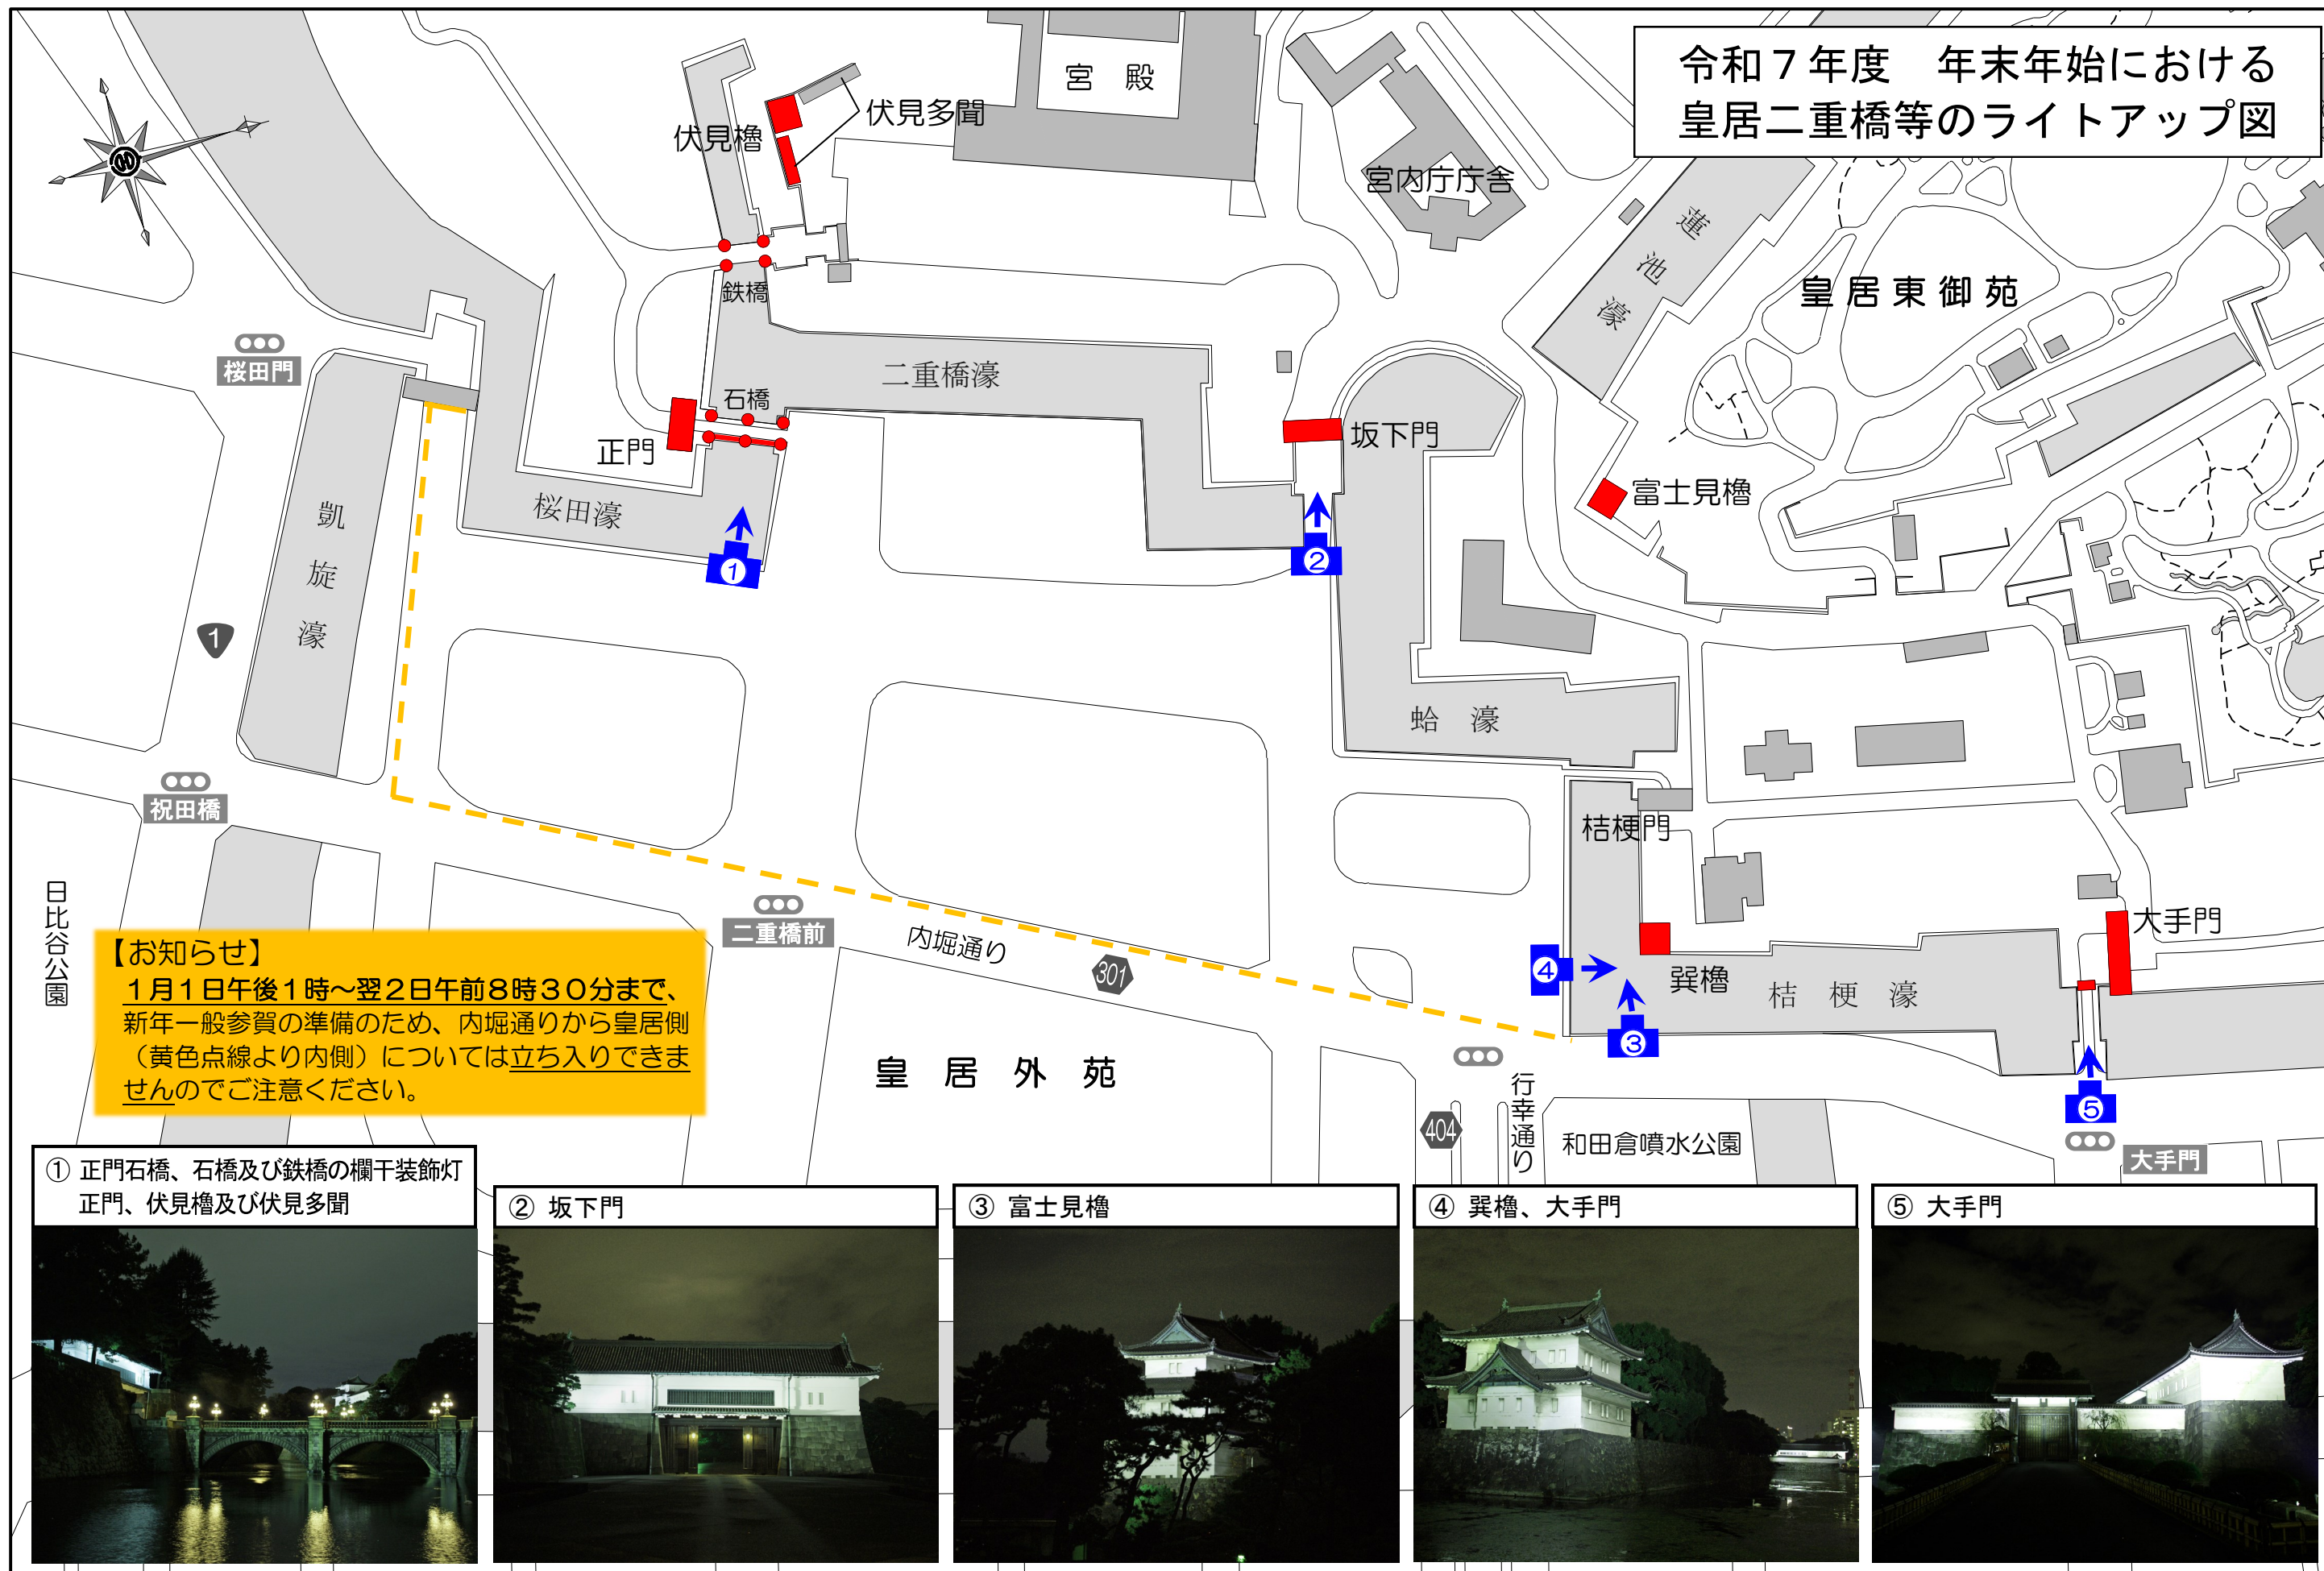 令和７年度　年末年始における
皇居二重橋等のライトアップ図
宮 殿
伏見櫓
伏見多聞
宮内庁庁舎
蓮池濠
皇居東御苑
鉄橋
桜田門
二重橋濠
石橋
正門
坂下門
富士見櫓
桜田濠
凱旋濠
①
②
1
蛤 濠
祝田橋
桔梗門
日比谷公園
二重橋前
内堀通り
301
大手門
④
巽櫓
桔 梗 濠
③
⑤
【お知らせ】
１月１日午後１時～翌２日午前８時３０分まで、
新年一般参賀の準備のため、内堀通りから皇居側
（黄色点線より内側）については立ち入りできま
せんのでご注意ください。
皇 居 外 苑
行幸通り
404
和田倉噴水公園
大手門
① 正門石橋、石橋及び鉄橋の欄干装飾灯
正門、伏見櫓及び伏見多聞
② 坂下門
③ 富士見櫓
④ 巽櫓、大手門
⑤ 大手門